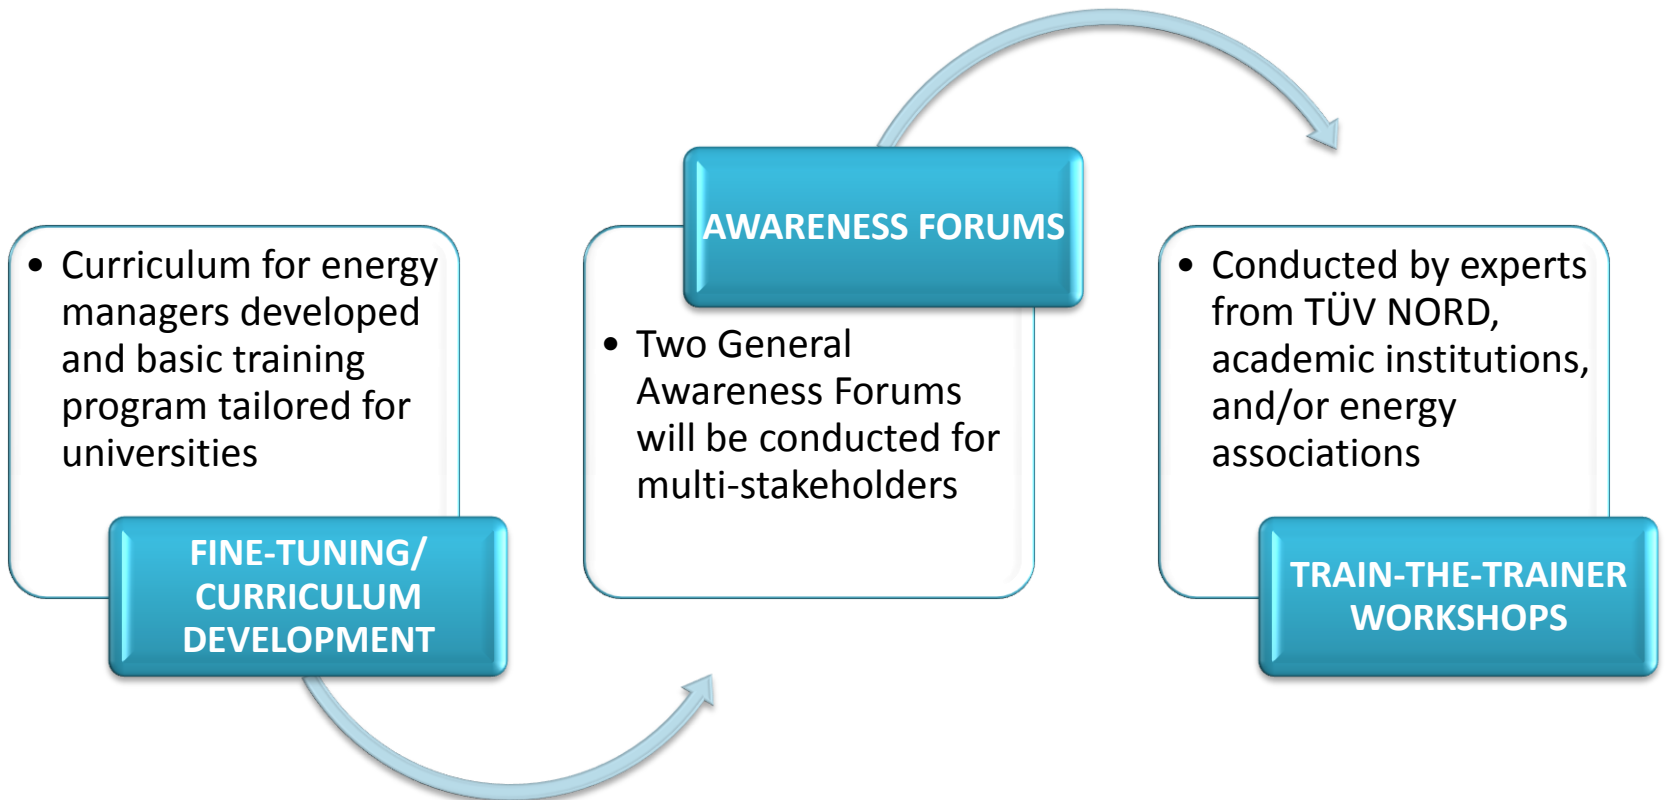 • Curriculum for energy
managers developed
and basic training
program tailored for
universities
FINE-TUNING/
CURRICULUM
DEVELOPMENT
AWARENESS FORUMS
• Two General
Awareness Forums
will be conducted for
multi-stakeholders
• Conducted by experts
from TÜV NORD,
academic institutions,
and/or energy
associations
TRAIN-THE-TRAINER
WORKSHOPS